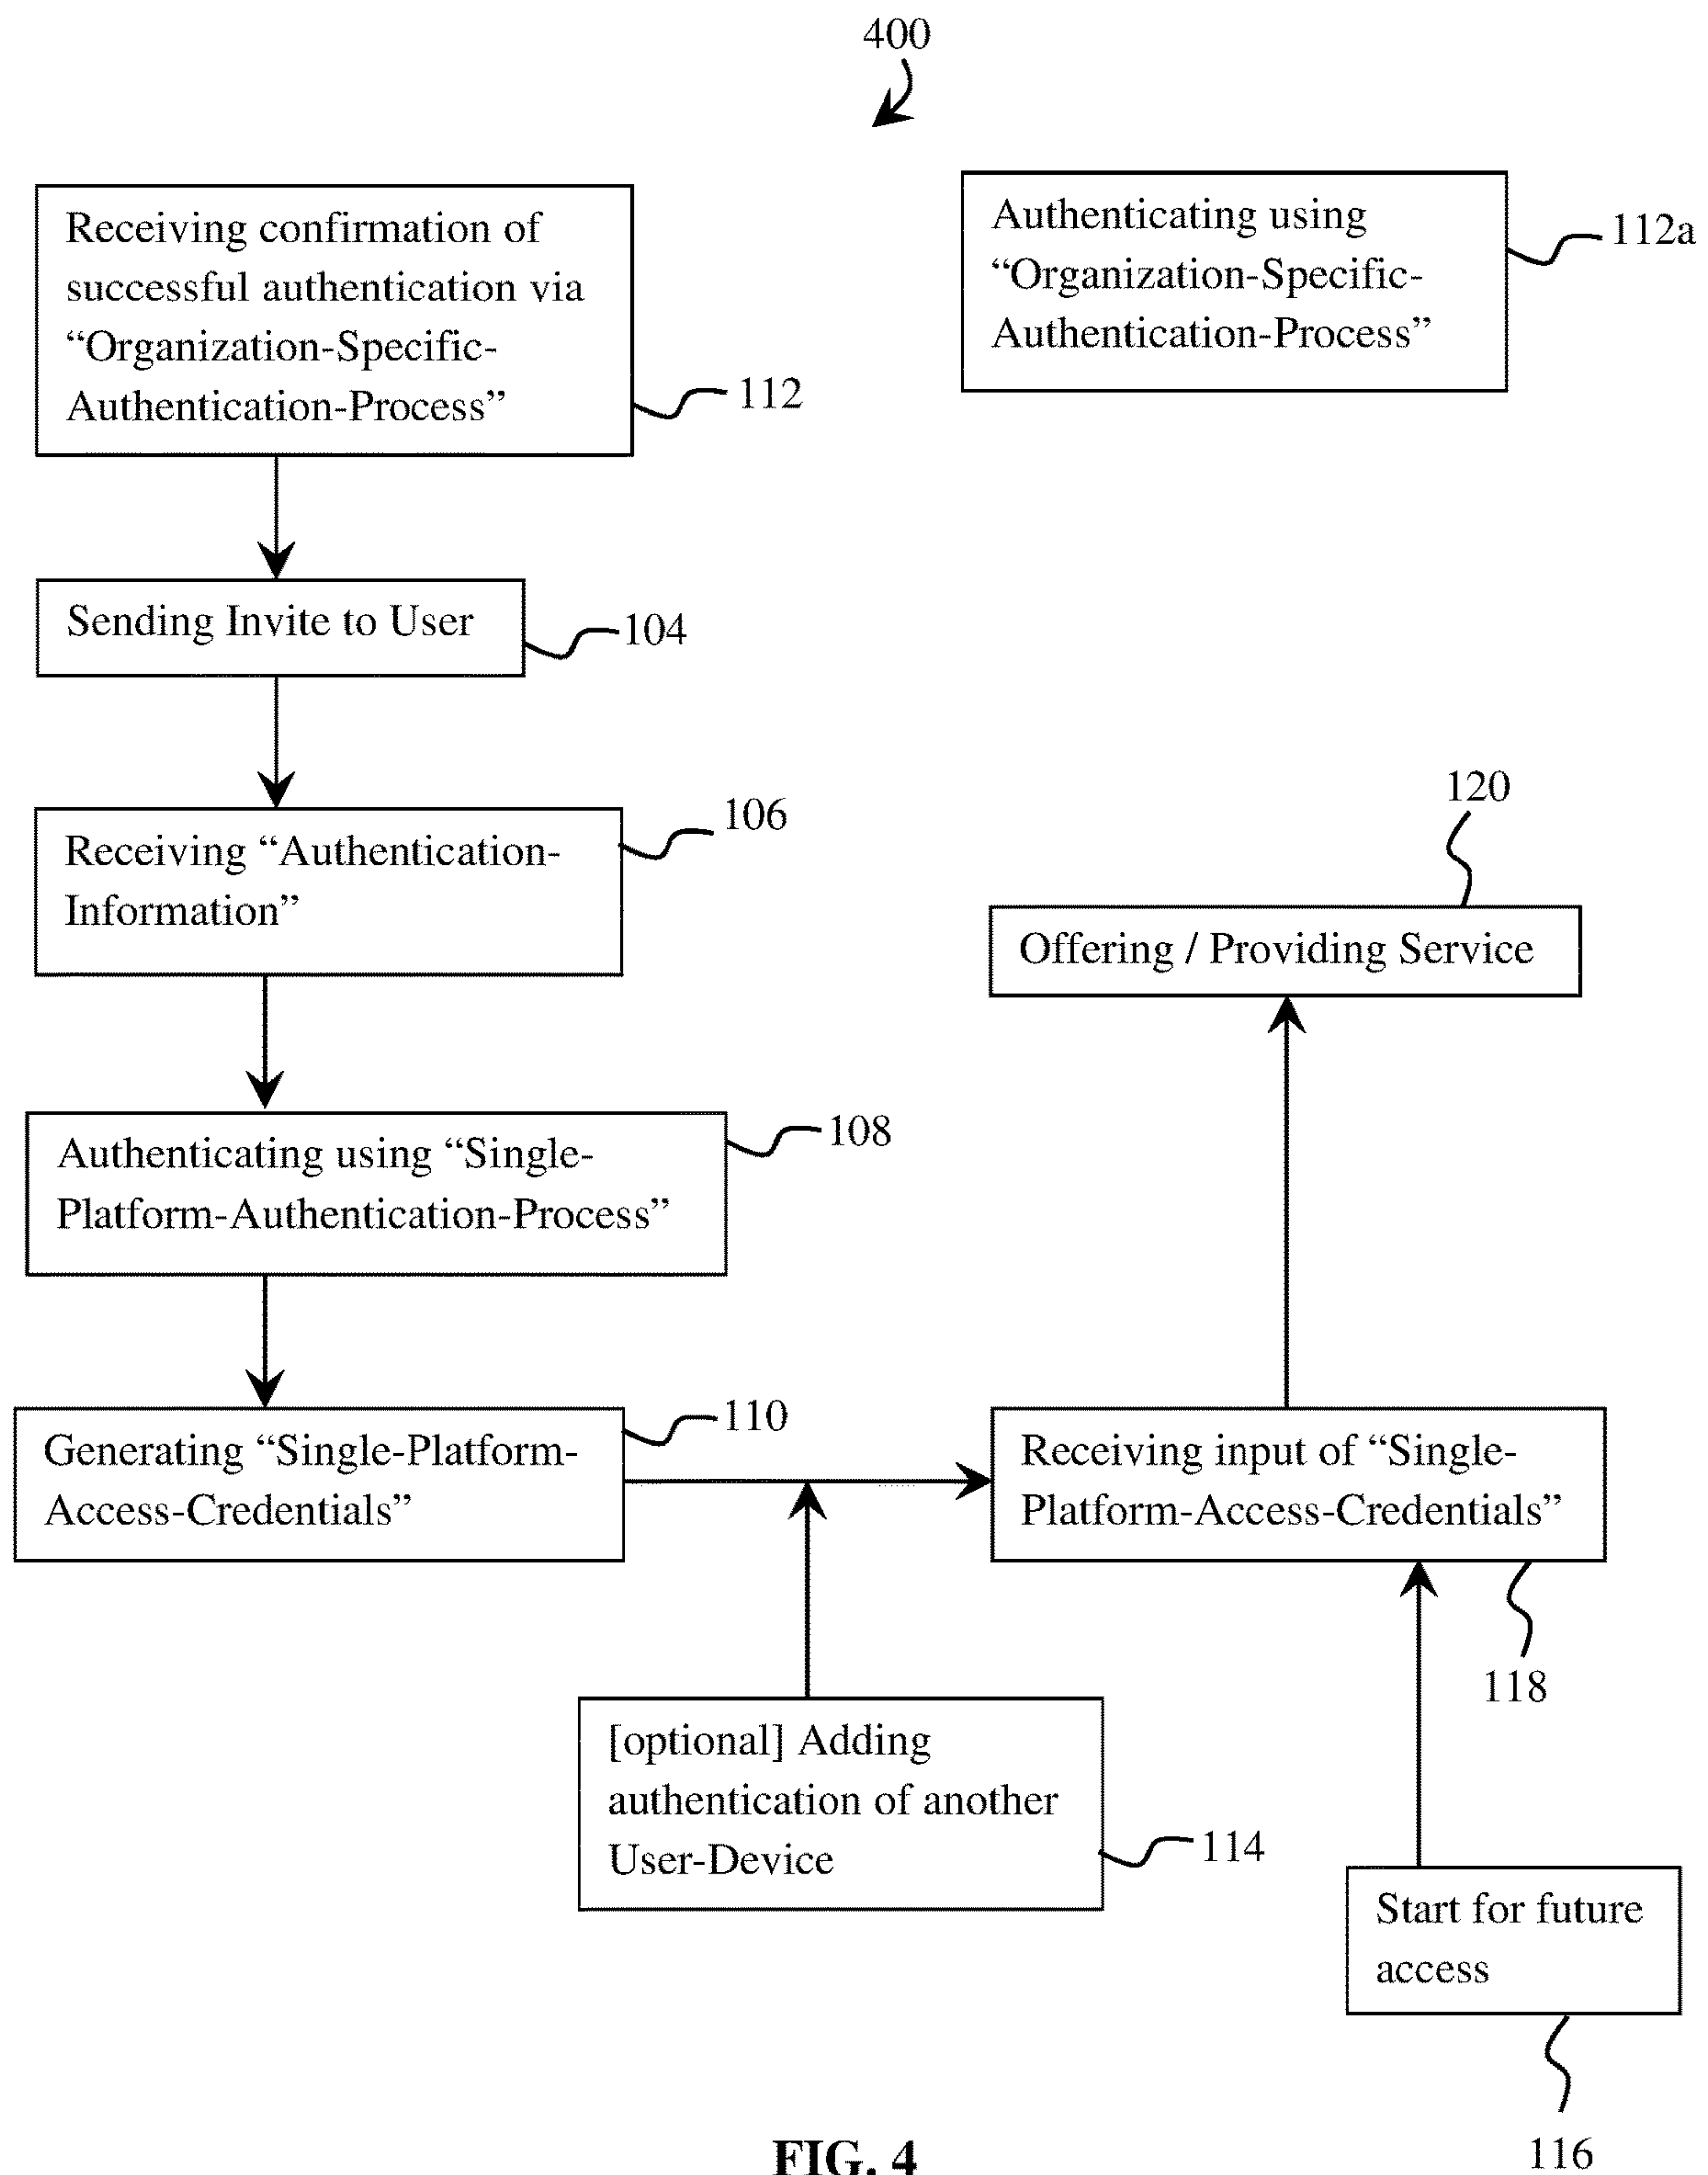 400
Receiving confirmation of
successful authentication via
“Organization-Specific-
Authentication-Process”
112
Authenticating using
“Organization-Specific-
Authentication-Process”
112a
Sending Invite to User
104
Receiving “Authentication-
Information”
106
120
Offering / Providing Service
Authenticating using “Single-
Platform-Authentication-Process”
108
Generating “Single-Platform-
Access-Credentials”
110
Receiving input of “Single-
Platform-Access-Credentials”
118
[optional] Adding
authentication of another
User-Device
114
Start for future
access
116
FIG. 4